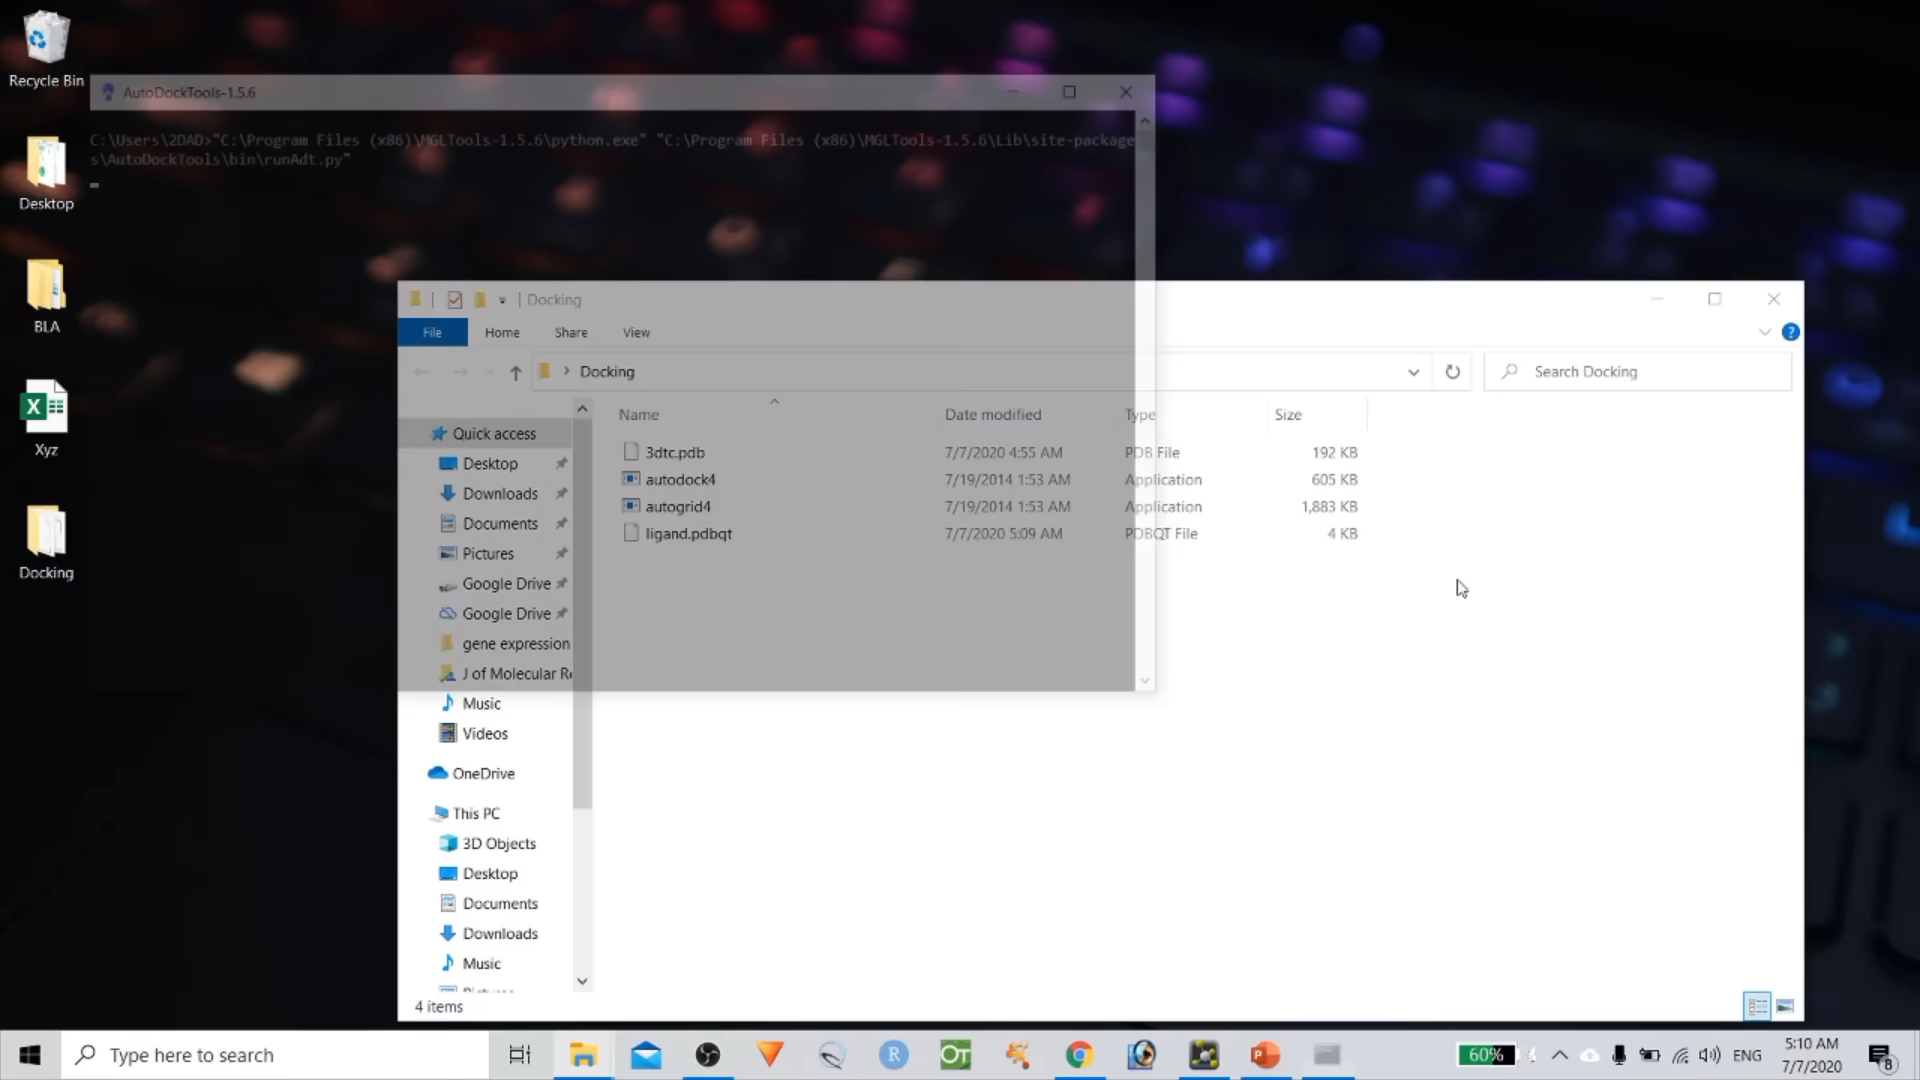 Recycle Bin
Desktop
BLA
Xyz
Docking
AutoDockTools-1.5.6
C:\Users\2DAD>"C:\Program Files (x86)\MGLTools-1.5.6\python.exe" "C:\Program Files (x86)\MGLTools-1.5.6\Lib\site-package
s\AutoDockTools\bin\runAdt.py"
Docking
File Home Share View
Docking
Search Docking
Name Date modified Type Size
3dtc.pdb 7/7/2020 4:55 AM PDB File 192 KB
autodock4 7/19/2014 1:53 AM Application 605 KB
autogrid4 7/19/2014 1:53 AM Application 1,883 KB
ligand.pdbqt 7/7/2020 5:09 AM PDBQT File 4 KB
Quick access
Desktop
Downloads
Documents
Pictures
Google Drive
Google Drive
gene expression
J of Molecular R
Music
Videos
OneDrive
This PC
3D Objects
Desktop
Documents
Downloads
Music
4 items
Type here to search
60%
ENG
5:10 AM
7/7/2020
8